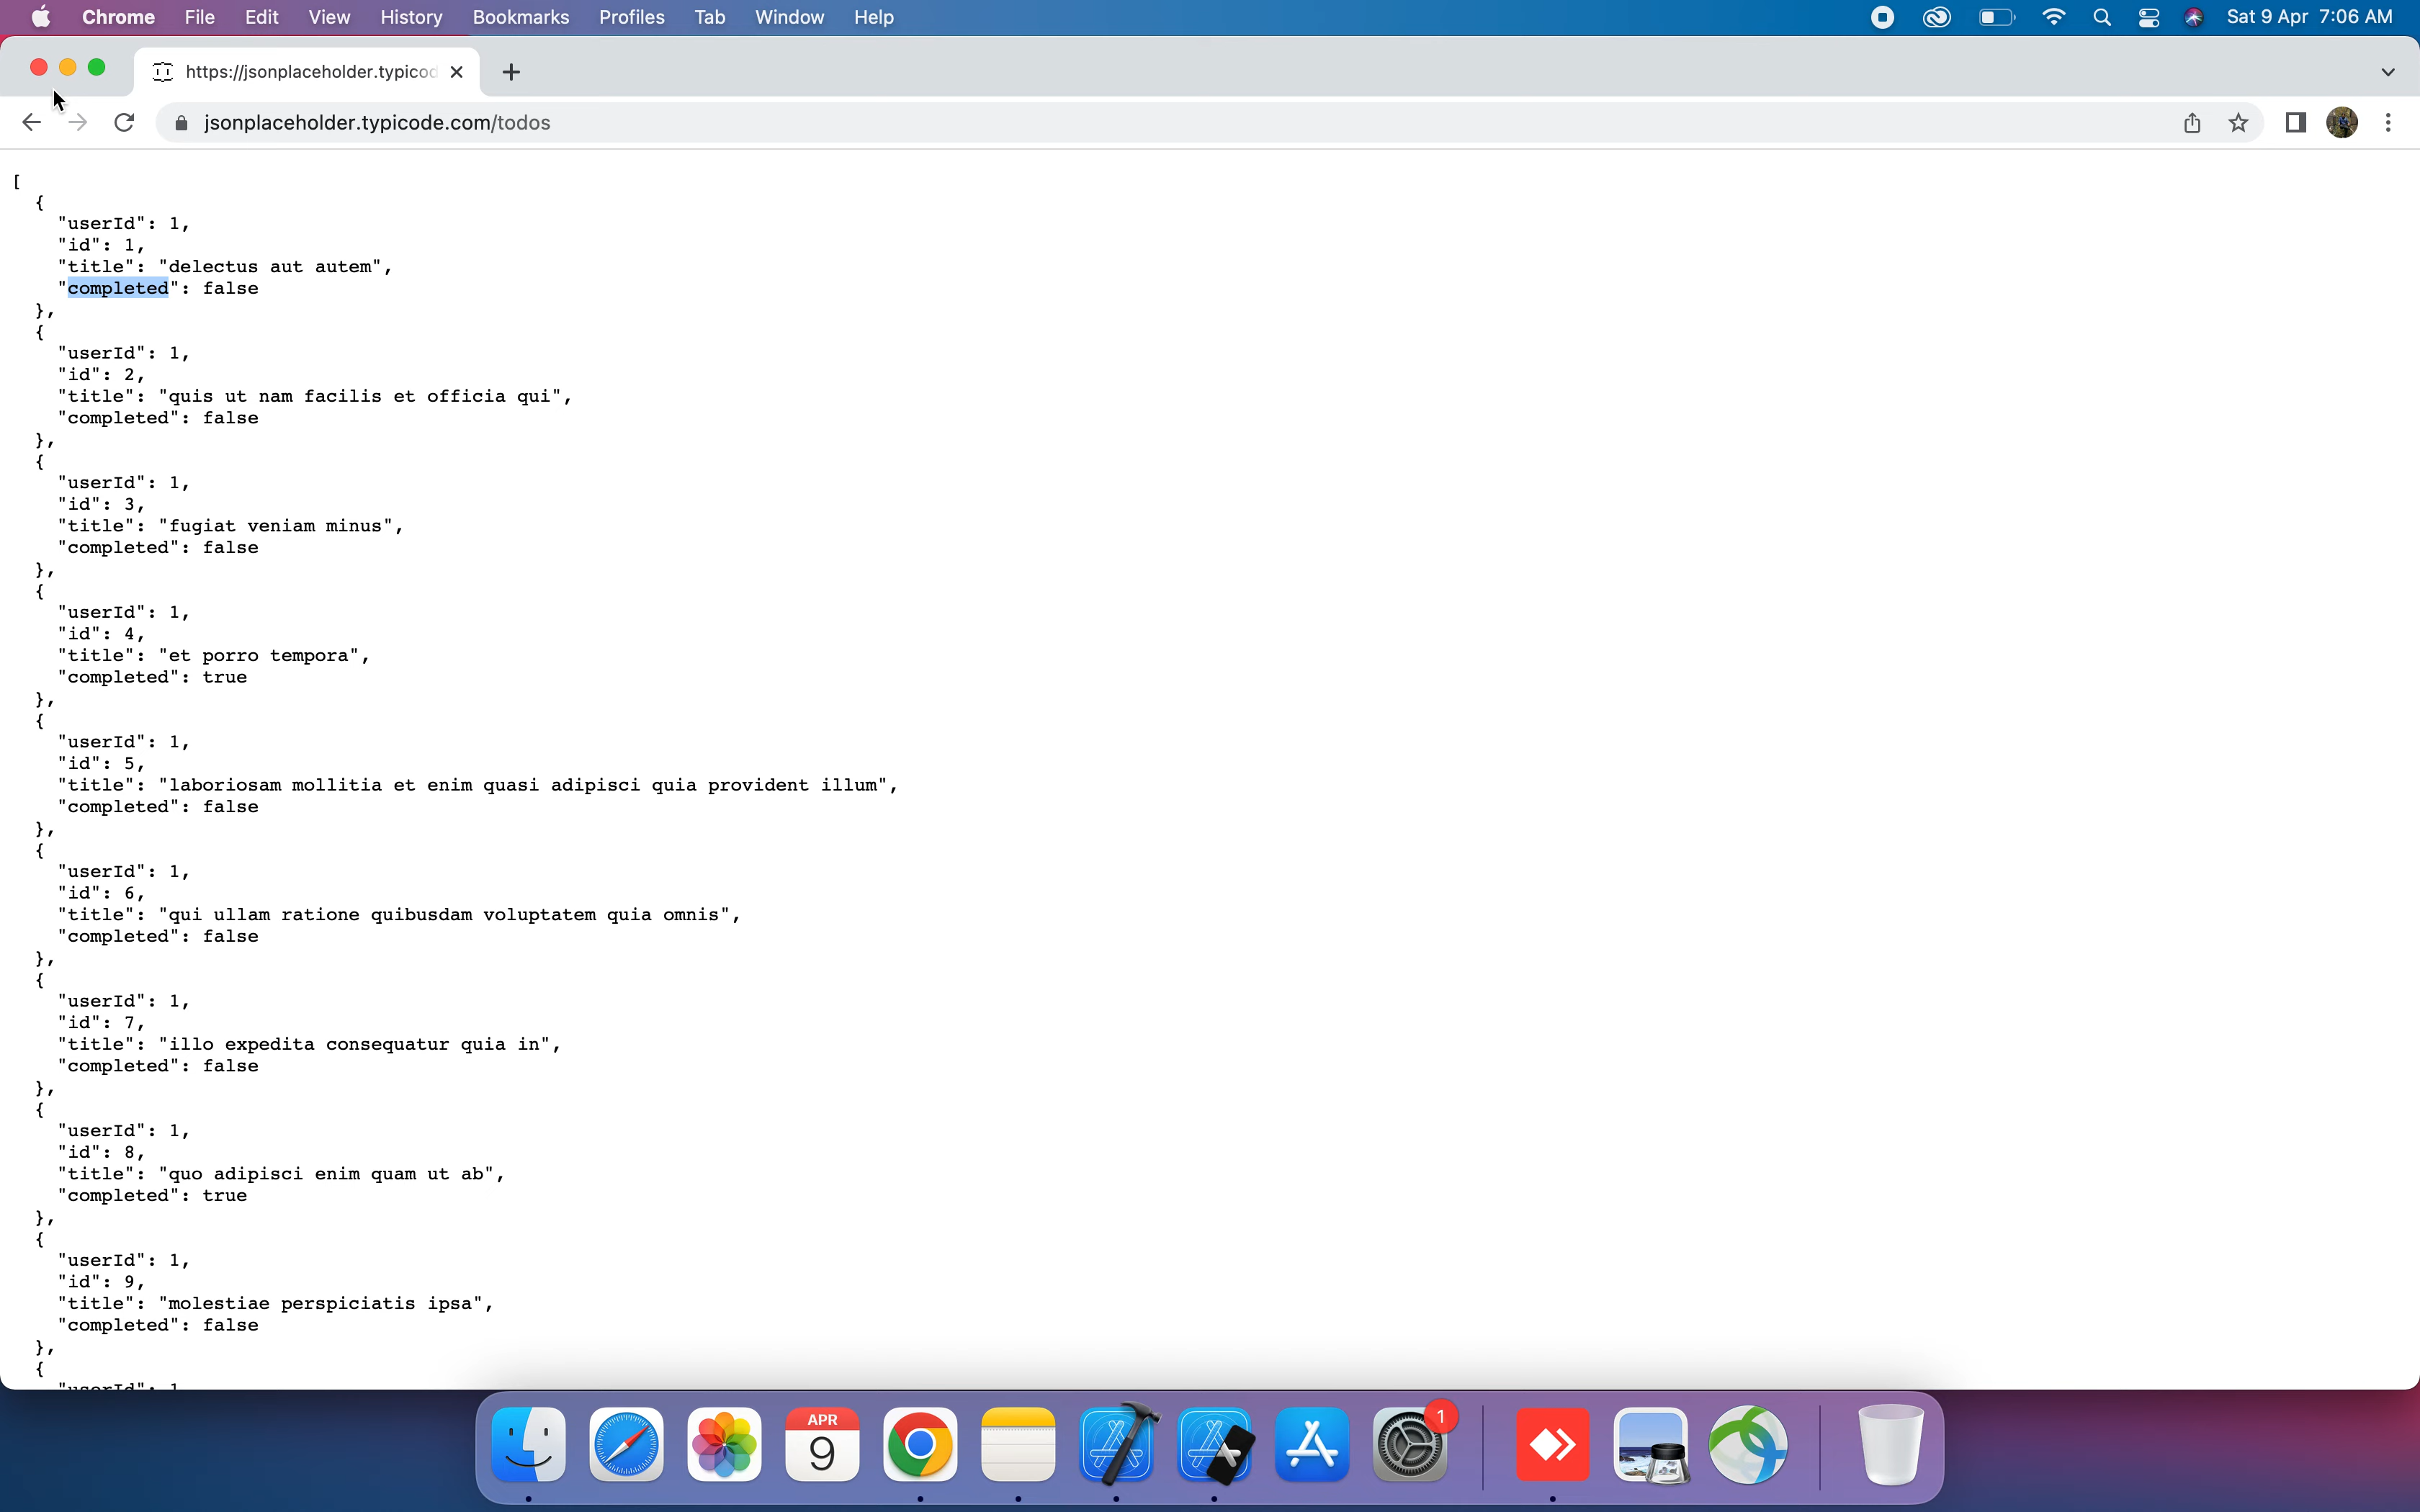 Chrome File Edit View History Bookmarks Profiles Tab Window Help Sat 9 Apr 7:06 AM
https://jsonplaceholder.typicod
jsonplaceholder.typicode.com/todos
[
{
"userId": 1,
"id": 1,
"title": "delectus aut autem",
"completed": false
},
{
"userId": 1,
"id": 2,
"title": "quis ut nam facilis et officia qui",
"completed": false
},
{
"userId": 1,
"id": 3,
"title": "fugiat veniam minus",
"completed": false
},
{
"userId": 1,
"id": 4,
"title": "et porro tempora",
"completed": true
},
{
"userId": 1,
"id": 5,
"title": "laboriosam mollitia et enim quasi adipisci quia provident illum",
"completed": false
},
{
"userId": 1,
"id": 6,
"title": "qui ullam ratione quibusdam voluptatem quia omnis",
"completed": false
},
{
"userId": 1,
"id": 7,
"title": "illo expedita consequatur quia in",
"completed": false
},
{
"userId": 1,
"id": 8,
"title": "quo adipisci enim quam ut ab",
"completed": true
},
{
"userId": 1,
"id": 9,
"title": "molestiae perspiciatis ipsa",
"completed": false
},
{
"userId": 1
APR
9
1